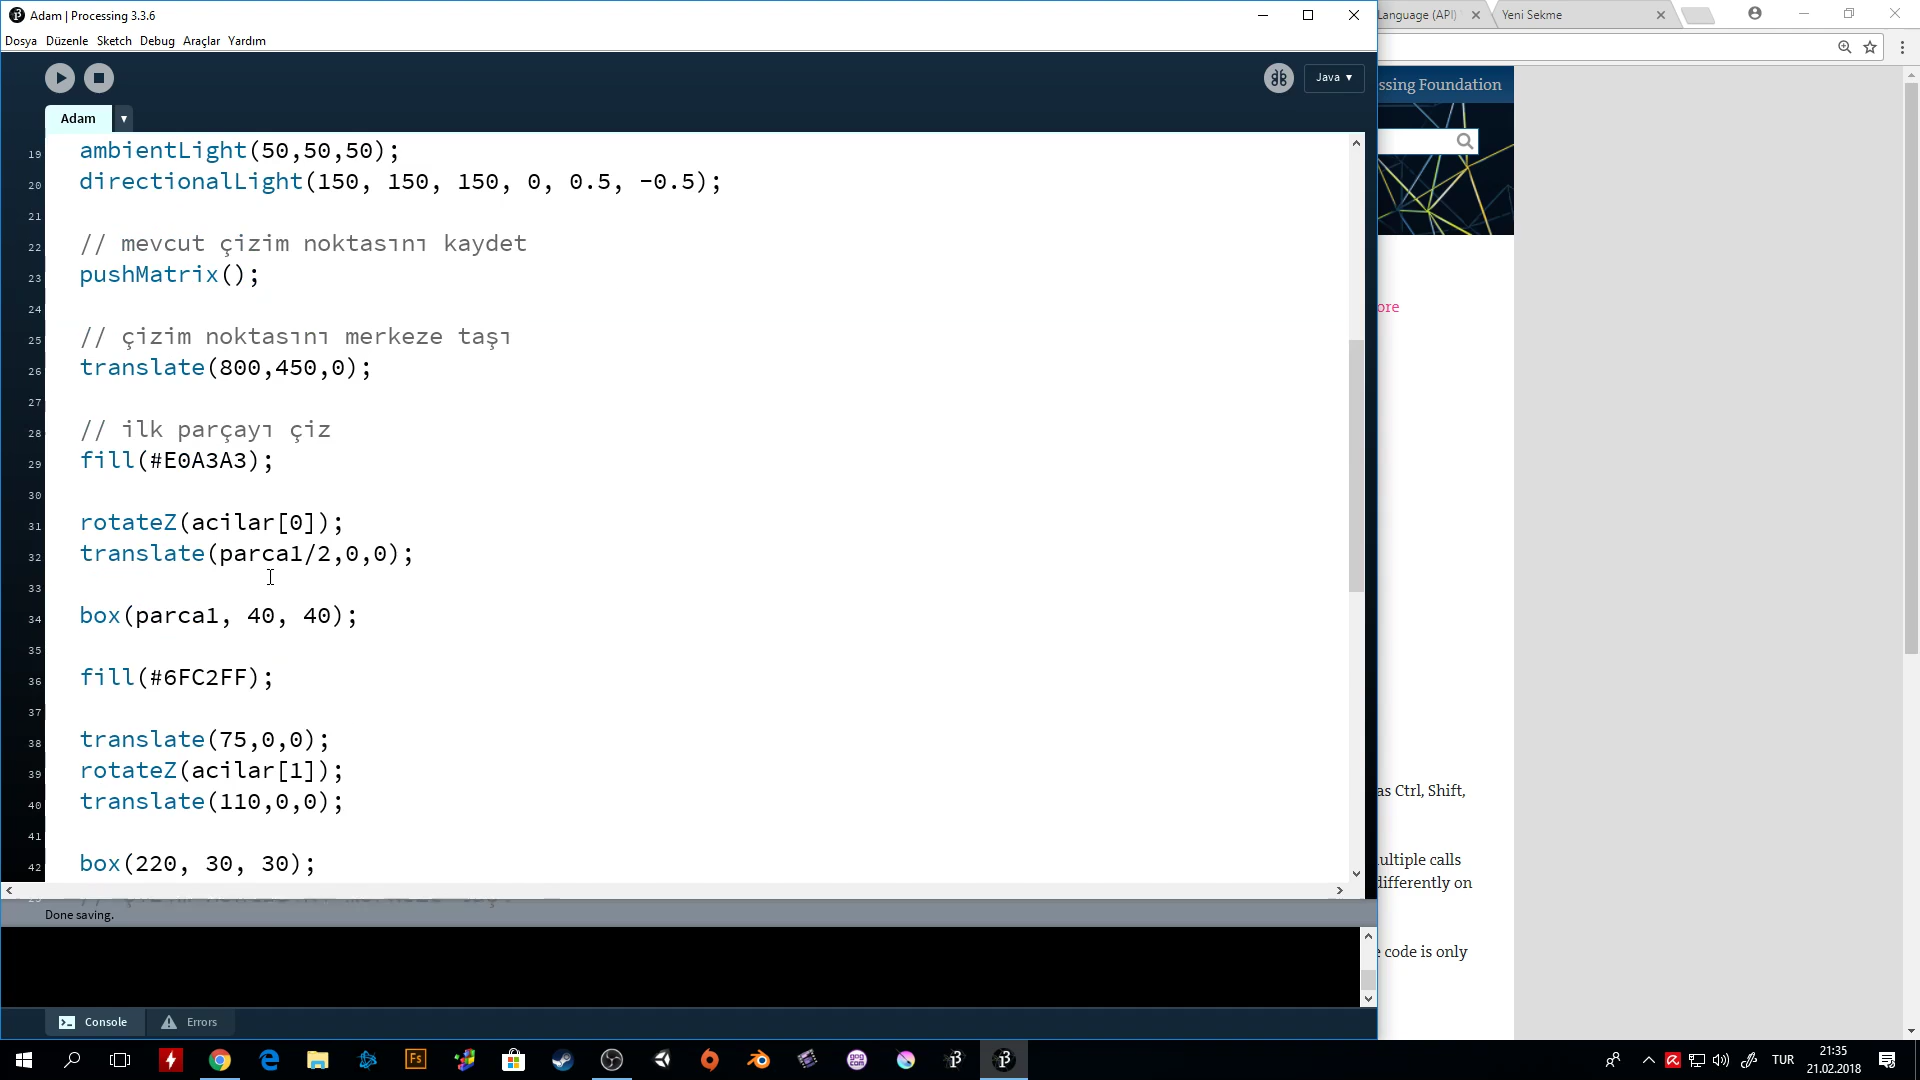 Adam | Processing 3.3.6
Language (API)
Yeni Sekme
Dosya Düzenle Sketch Debug Araçlar Yardım
Java ▾
ssing Foundation
Adam
19 ambientLight(50,50,50);
20 directionalLight(150, 150, 150, 0, 0.5, -0.5);
21
22 // mevcut çizim noktasını kaydet
23 pushMatrix();
24
25 // çizim noktasını merkeze taşı
26 translate(800,450,0);
27
28 // ilk parçayı çiz
29 fill(#E0A3A3);
30
31 rotateZ(acilar[0]);
32 translate(parca1/2,0,0);
33
34 box(parca1, 40, 40);
35
36 fill(#6FC2FF);
37
38 translate(75,0,0);
39 rotateZ(acilar[1]);
40 translate(110,0,0);
41
42 box(220, 30, 30);
ore
as Ctrl, Shift,
ultiple calls
differently on
e code is only
Done saving.
Console
Errors
Fs
gog com
TUR
21:35
21.02.2018